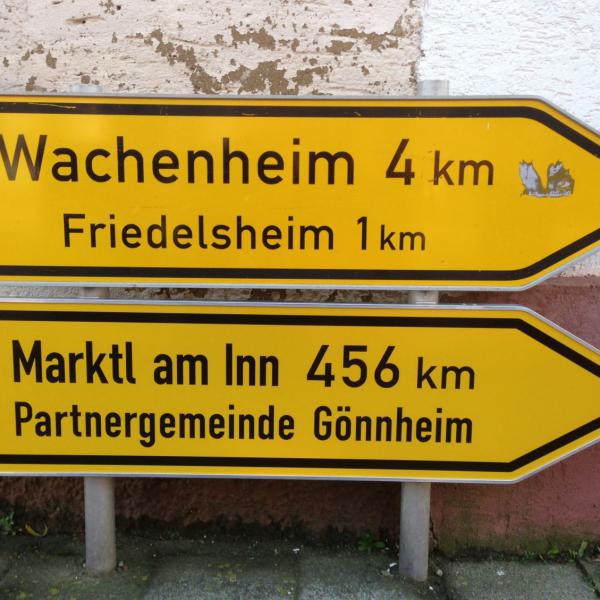 Wachenheim 4 km
Friedelsheim 1 km
Marktl am Inn 456 km
Partnergemeinde Gönnheim